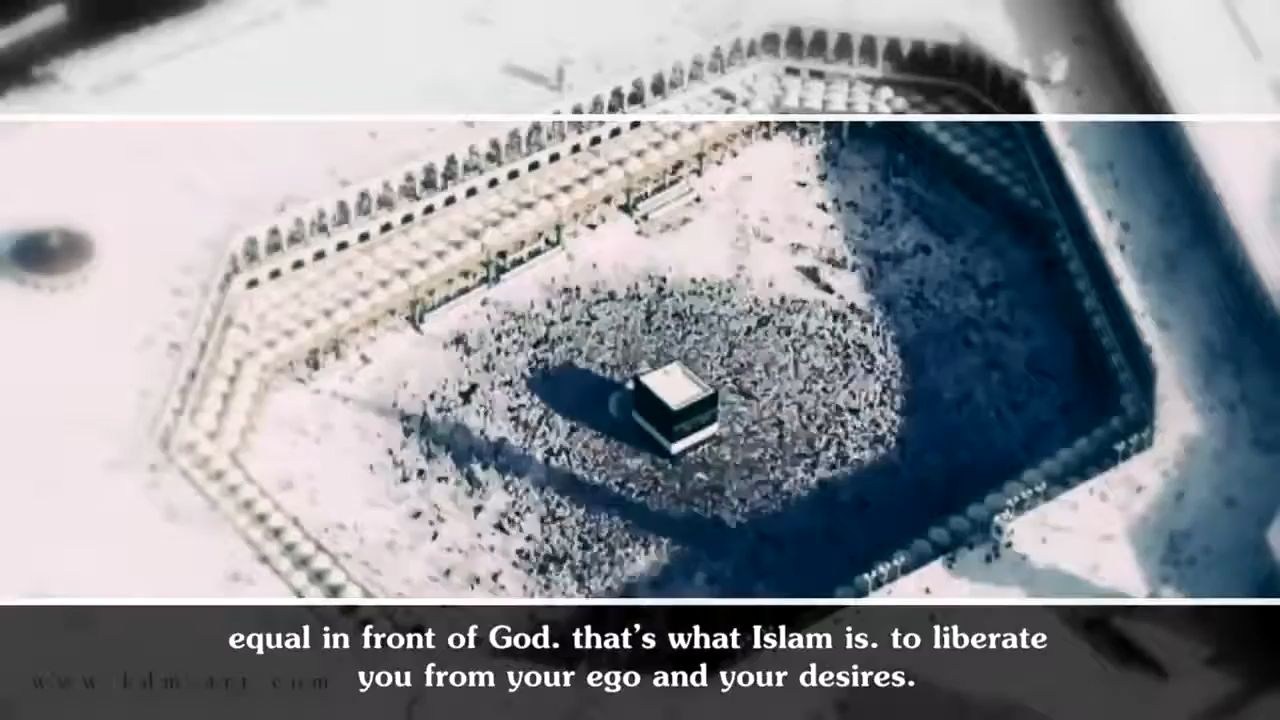 equal in front of God. that's what Islam is. to liberate
you from your ego and your desires.